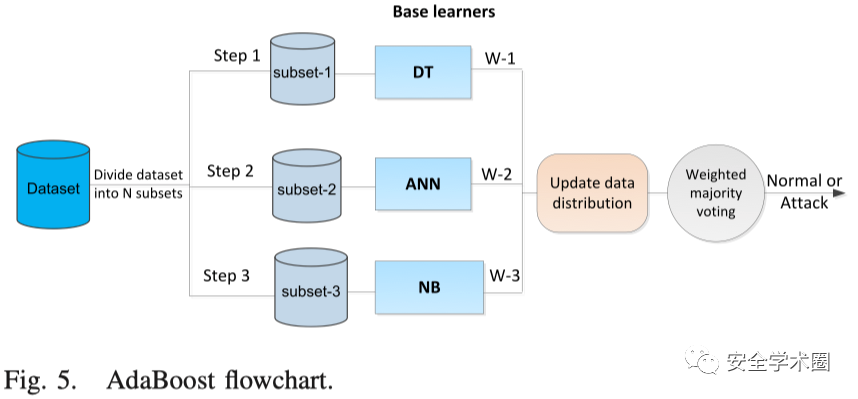 Base learners
Step 1
subset-1
DT
W-1
Dataset
Divide dataset
into N subsets
Step 2
subset-2
ANN
W-2
Update data
distribution
Weighted
majority
voting
Normal or
Attack
Step 3
subset-3
NB
W-3
安全学术圈
Fig. 5. AdaBoost flowchart.